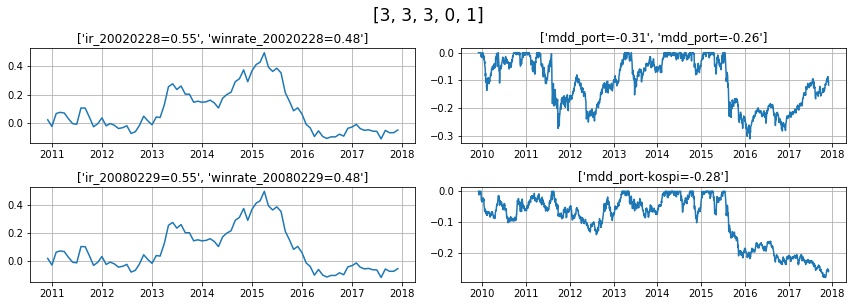 [3, 3, 3, 0, 1]
['ir_20020228=0.55', 'winrate_20020228=0.48']
0.4
0.2
0.0
2011 2012 2013 2014 2015 2016 2017 2018
['mdd_port=-0.31', 'mdd_port=-0.26']
0.0
−0.1
−0.2
−0.3
2010 2011 2012 2013 2014 2015 2016 2017 2018
['ir_20080229=0.55', 'winrate_20080229=0.48']
0.4
0.2
0.0
2011 2012 2013 2014 2015 2016 2017 2018
['mdd_port-kospi=-0.28']
0.0
−0.1
−0.2
2010 2011 2012 2013 2014 2015 2016 2017 2018